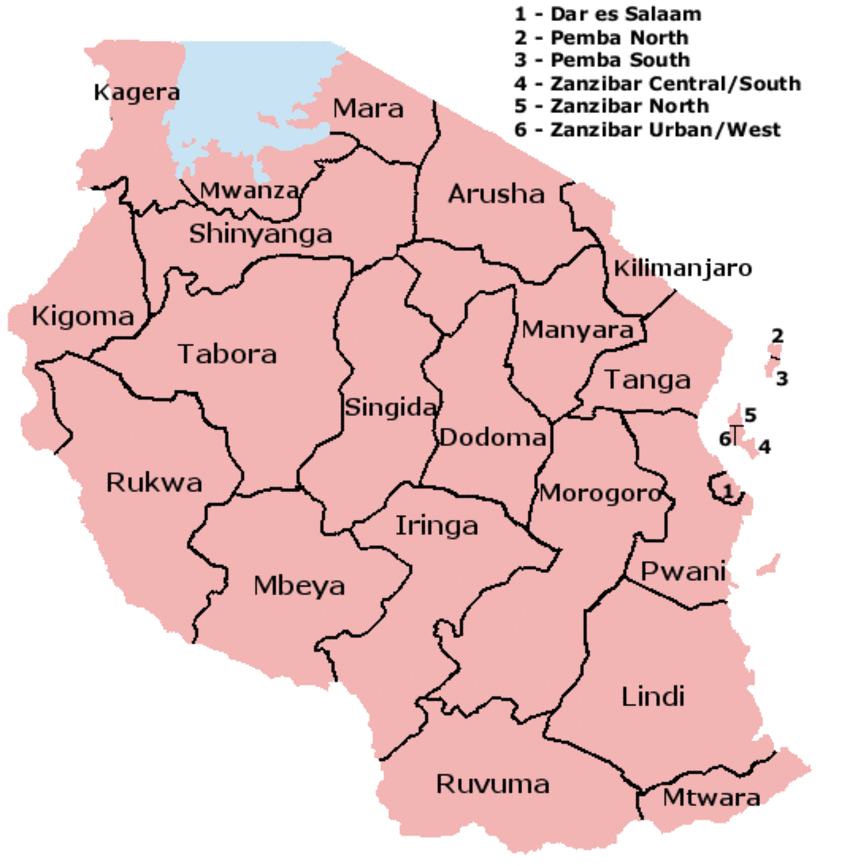 1 - Dar es Salaam
2 - Pemba North
3 - Pemba South
4 - Zanzibar Central/South
5 - Zanzibar North
6 - Zanzibar Urban/West
Kagera
Mara
Mwanza
Arusha
Shinyanga
Kilimanjaro
Kigoma
Manyara
2
Tabora
3
Tanga
Singida
5
Dodoma
6
4
Rukwa
Morogoro
1
Iringa
Pwani
Mbeya
Lindi
Ruvuma
Mtwara